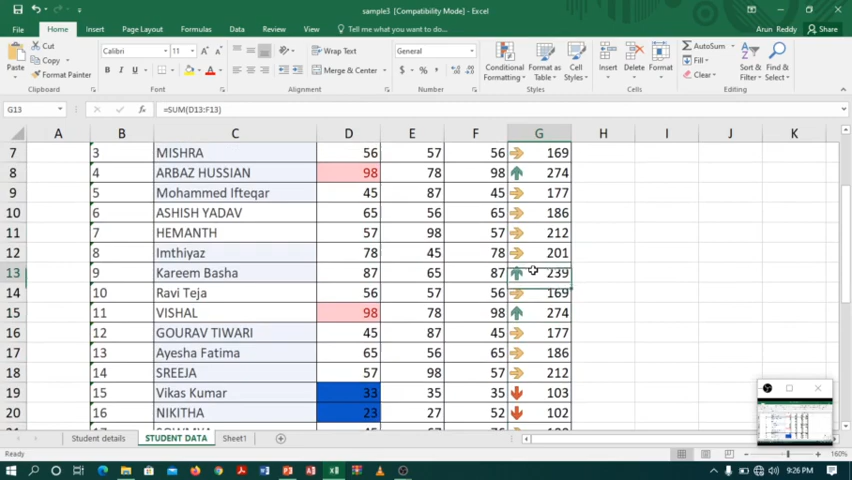 sample3 [Compatibility Mode] - Excel
Arun Reddy
File Home Insert Page Layout Formulas Data Review View Tell me what you want to do... Share
Cut
Copy
Format Painter
Paste
Clipboard
Calibri 11
B I U
Font
Wrap Text
Merge & Center
Alignment
General
$ % ,
Number
Conditional Formatting
Format as Table
Cell Styles
Styles
Insert Delete Format
Cells
AutoSum
Fill
Clear
Sort & Filter
Find & Select
Editing
G13 fx =SUM(D13:F13)
A B C D E F G H I J K
7 3 MISHRA 56 57 56 169
8 4 ARBAZ HUSSIAN 98 78 98 274
9 5 Mohammed Ifteqar 45 87 45 177
10 6 ASHISH YADAV 65 56 65 186
11 7 HEMANTH 57 98 57 212
12 8 Imthiyaz 78 45 78 201
13 9 Kareem Basha 87 65 87 239
14 10 Ravi Teja 56 57 56 169
15 11 VISHAL 98 78 98 274
16 12 GOURAV TIWARI 45 87 45 177
17 13 Ayesha Fatima 65 56 65 186
18 14 SREEJA 57 98 57 212
19 15 Vikas Kumar 33 35 35 103
20 16 NIKITHA 23 27 52 102
Student details STUDENT DATA Sheet1
Ready 160%
9:26 PM